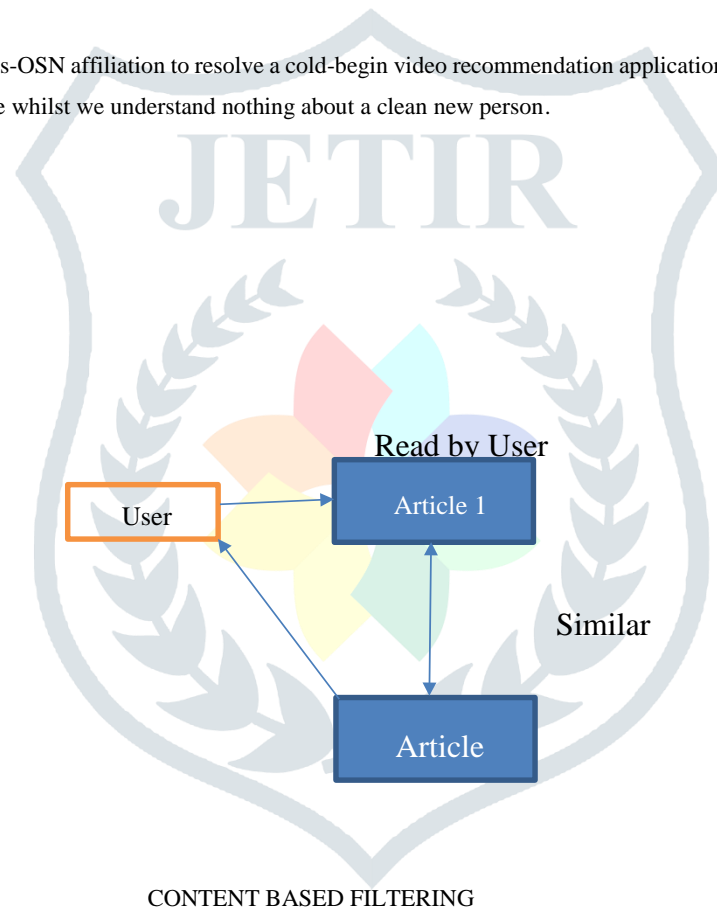 s-OSN affiliation to resolve a cold-begin video recommendation application
e whilst we understand nothing about a clean new person.
JETIR
Read by User
User
Article 1
Similar
Article
CONTENT BASED FILTERING